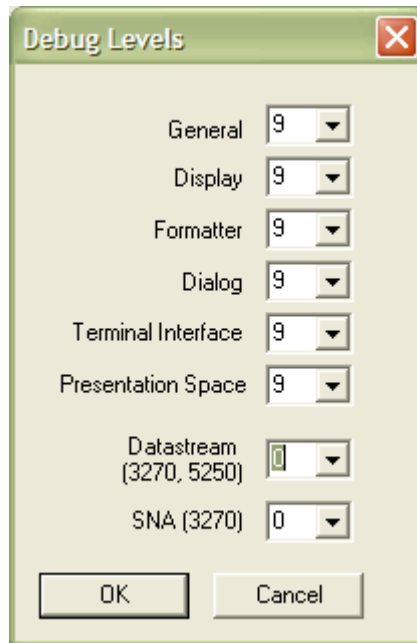 Debug Levels
General 9
Display 9
Formatter 9
Dialog 9
Terminal Interface 9
Presentation Space 9
Datastream
(3270, 5250) 0
SNA (3270) 0
OK Cancel